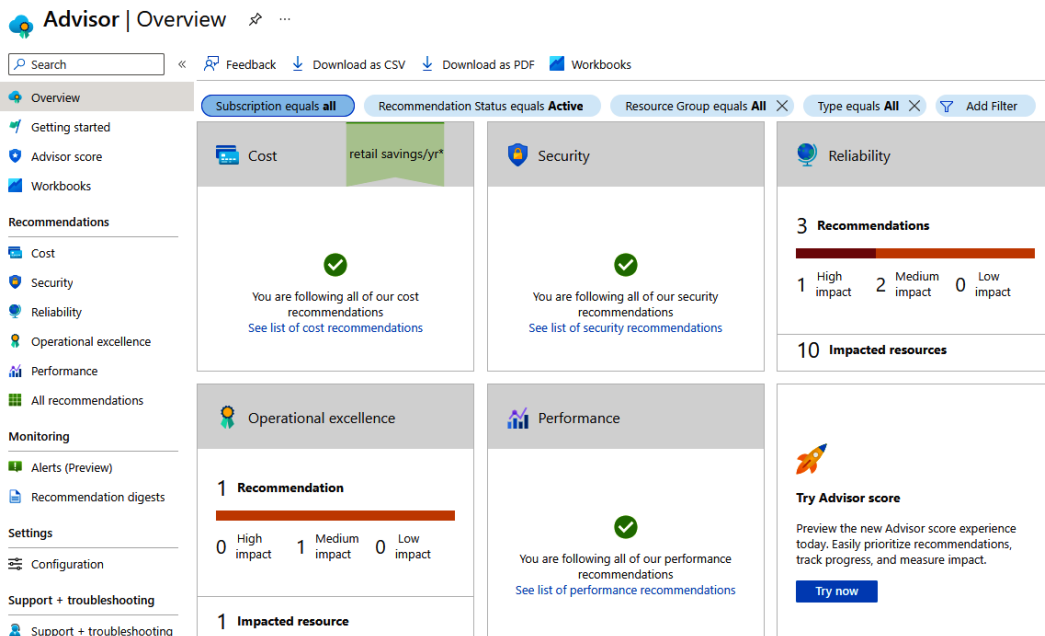 Advisor | Overview
Search
Feedback
Download as CSV
Download as PDF
Workbooks
Overview
Getting started
Advisor score
Workbooks
Recommendations
Cost
Security
Reliability
Operational excellence
Performance
All recommendations
Monitoring
Alerts (Preview)
Recommendation digests
Settings
Configuration
Support + troubleshooting
Support + troubleshooting
Subscription equals all
Recommendation Status equals Active
Resource Group equals All
Type equals All
Add Filter
Cost
retail savings/yr*
You are following all of our cost
recommendations
See list of cost recommendations
Security
You are following all of our security
recommendations
See list of security recommendations
Reliability
3 Recommendations
1 High impact
2 Medium impact
0 Low impact
10 Impacted resources
Operational excellence
1 Recommendation
0 High impact
1 Medium impact
0 Low impact
1 Impacted resource
Performance
You are following all of our performance
recommendations
See list of performance recommendations
Try Advisor score
Preview the new Advisor score experience
today. Easily prioritize recommendations,
track progress, and measure impact.
Try now